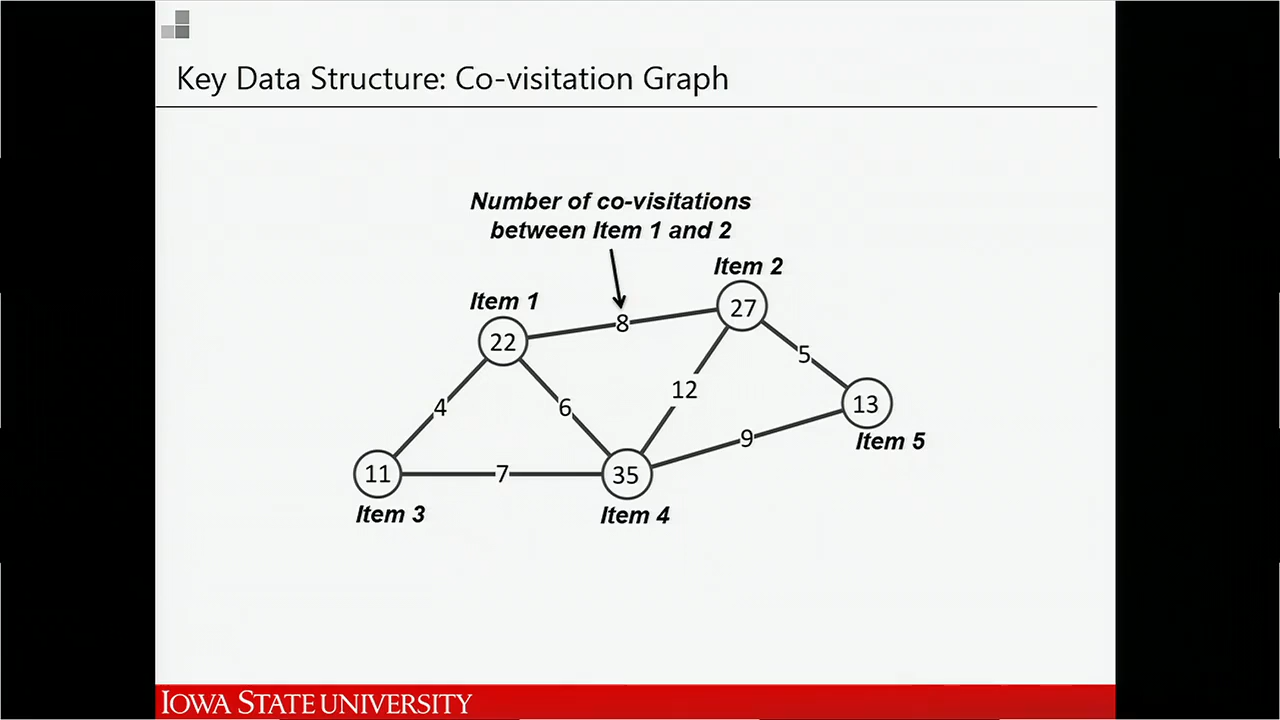 Key Data Structure: Co-visitation Graph
Number of co-visitations
between Item 1 and 2
Item 2
Item 1
27
8
22
5
12
4
6
13
9
Item 5
11
7
35
Item 3
Item 4
IOWA STATE UNIVERSITY